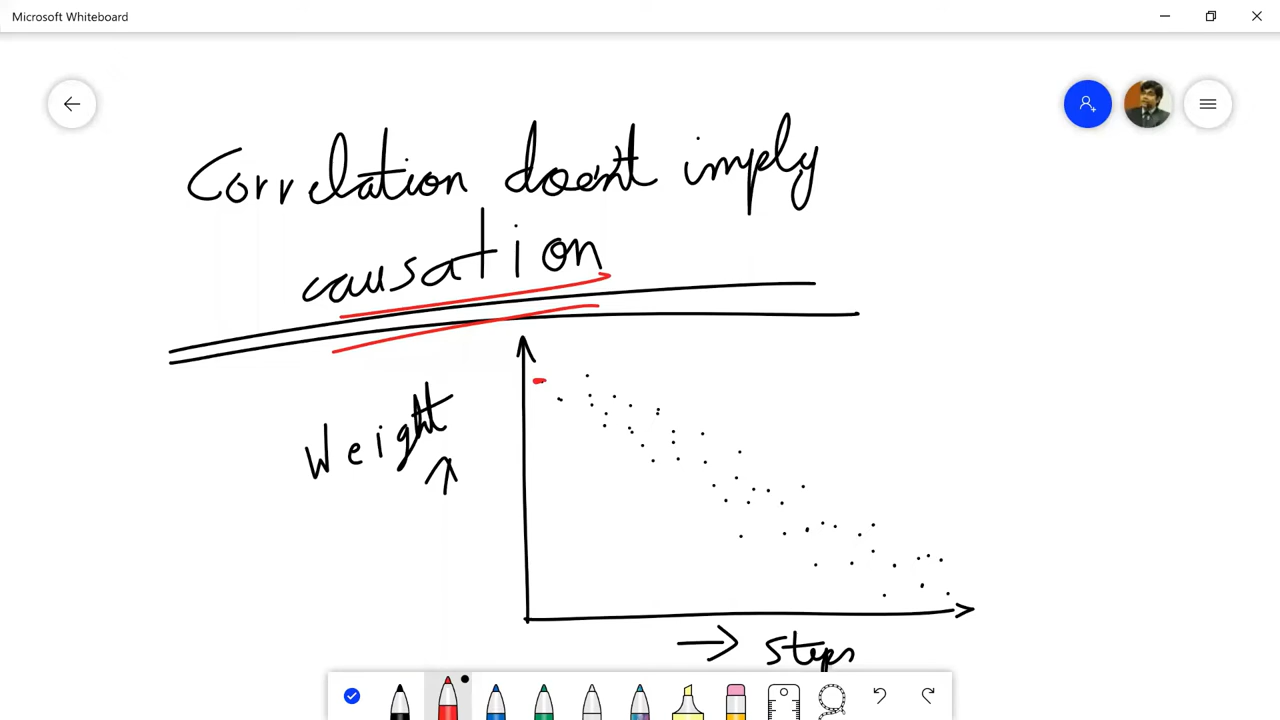 Microsoft Whiteboard
Correlation doesn't imply
causation
Weight
steps